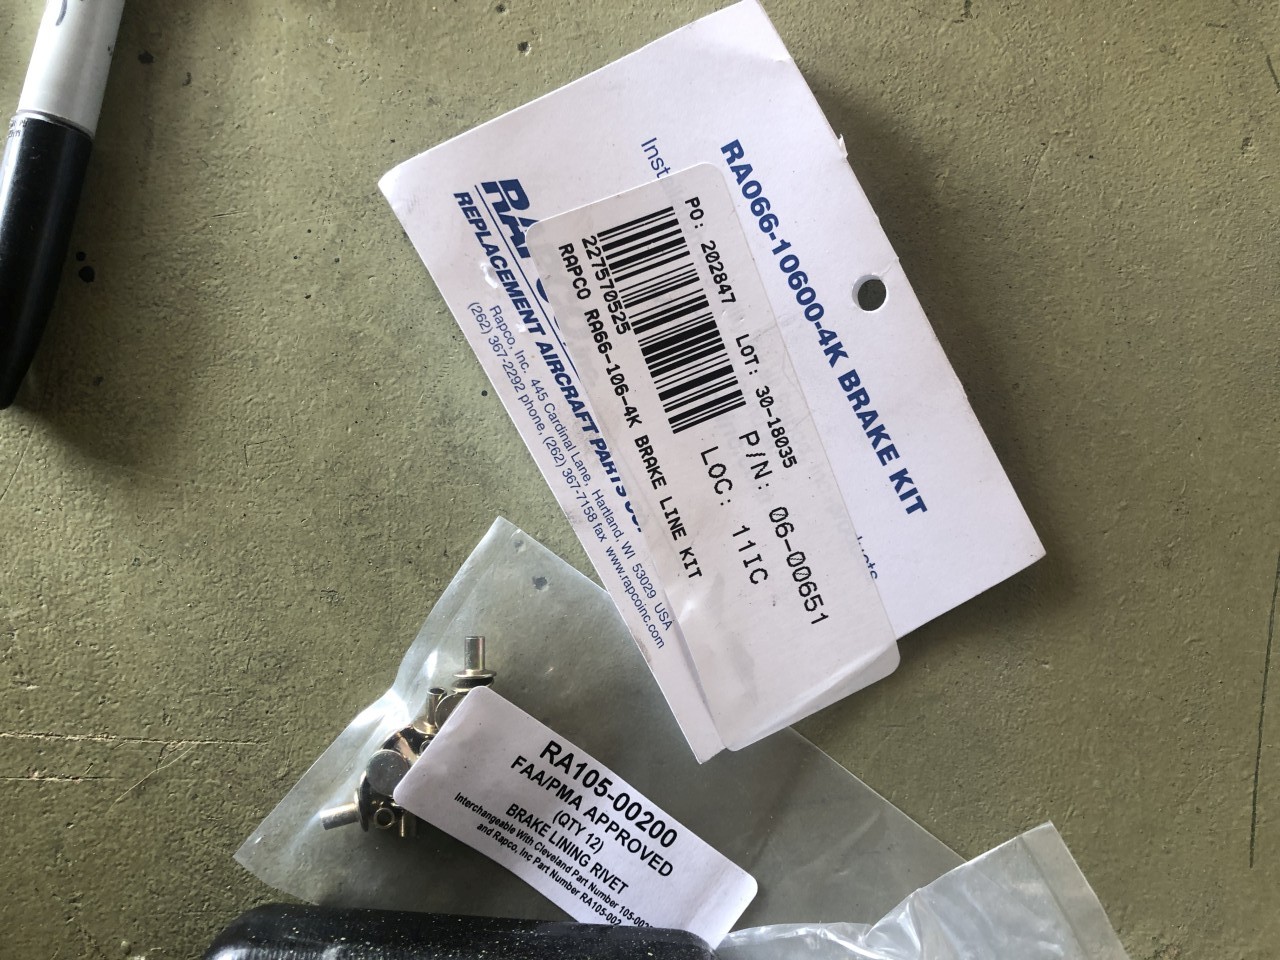 RA066-10600-4K BRAKE KIT
PO: 202847 LOT: 30-18035
P/N: 06-00651
LOC: 11IC
227570525
RAPCO RA66-106-4K BRAKE LINE KIT
REPLACEMENT AIRCRAFT PARTS
Rapco, Inc. 445 Cardinal Lane, Hartland, WI 53029 USA
(262) 367-2292 phone, (262) 367-7158 fax www.rapcoinc.com
RA105-00200
FAA/PMA APPROVED
(QTY 12)
BRAKE LINING RIVET
Interchangeable With Cleveland Part Number
and Rapco, Inc Part Number